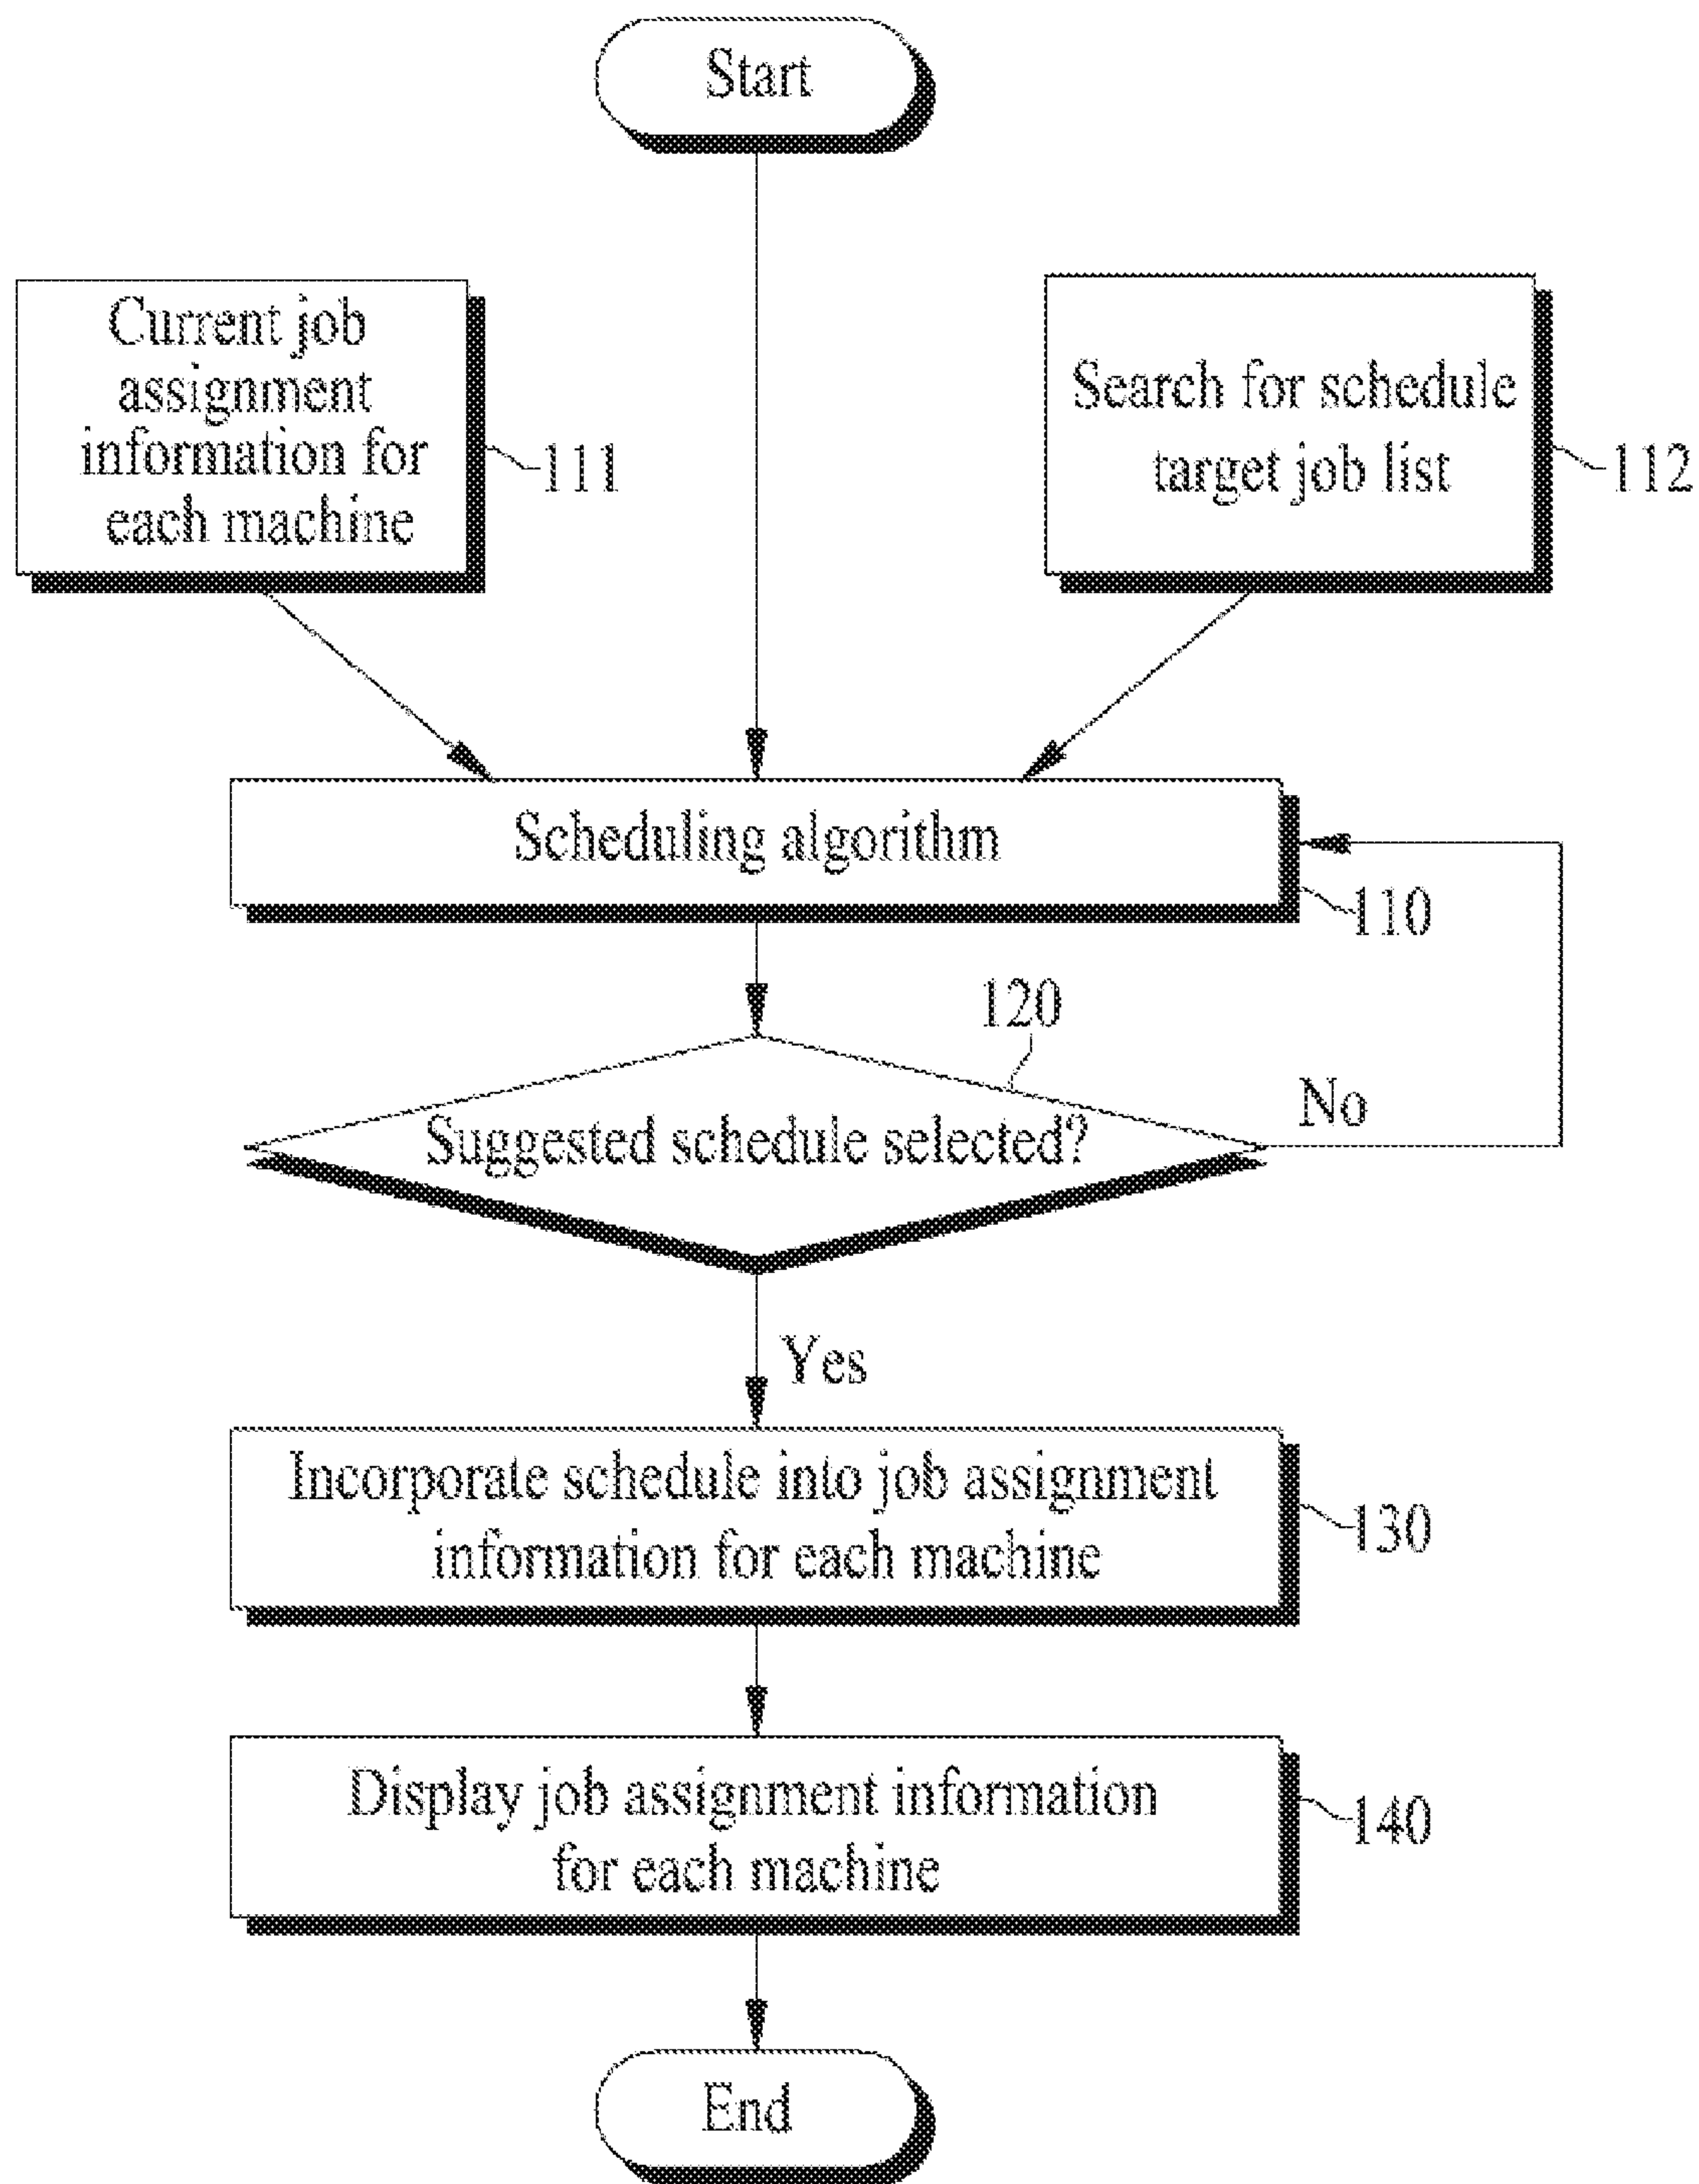 Start
Current job
assignment
information for
each machine
111
Search for schedule
target job list
112
Scheduling algorithm
110
120
Suggested schedule selected?
No
Yes
Incorporate schedule into job assignment
information for each machine
130
Display job assignment information
for each machine
140
End